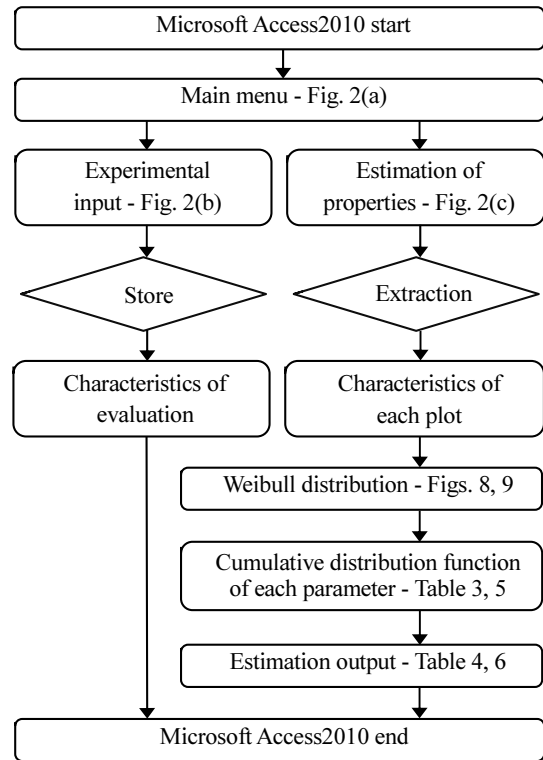 Microsoft Access2010 start
Main menu - Fig. 2(a)
Experimental
input - Fig. 2(b)
Estimation of
properties - Fig. 2(c)
Store
Extraction
Characteristics of
evaluation
Characteristics of
each plot
Weibull distribution - Figs. 8, 9
Cumulative distribution function
of each parameter - Table 3, 5
Estimation output - Table 4, 6
Microsoft Access2010 end